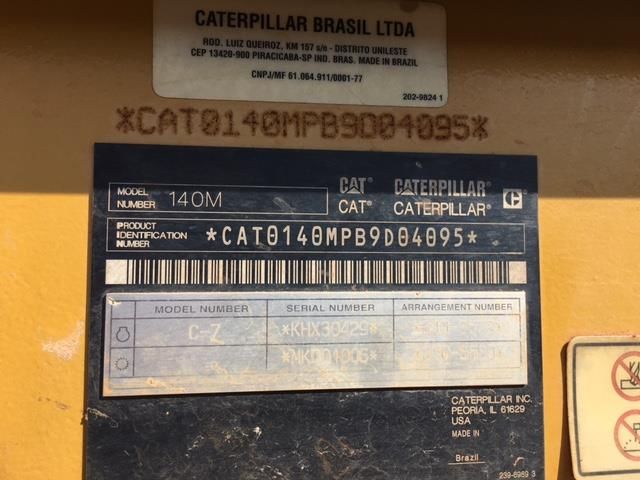 CATERPILLAR BRASIL LTDA
ROD. LUIZ QUEIROZ, KM 157 s/n - DISTRITO UNILESTE
CEP 13420-900 PIRACICABA-SP IND. BRAS. MADE IN BRAZIL
CNPJ/MF 61.064.911/0001-77
202-9824 1
*CAT0140MPB9D04095*
MODEL NUMBER 140M
CAT® CATERPILLAR®
CAT® CATERPILLAR®
PRODUCT IDENTIFICATION NUMBER *CAT0140MPB9D04095*
MODEL NUMBER SERIAL NUMBER ARRANGEMENT NUMBER
C-7 *KHX30429*
CATERPILLAR INC.
PEORIA, IL 61629
USA
MADE IN
Brazil
239-6959 3